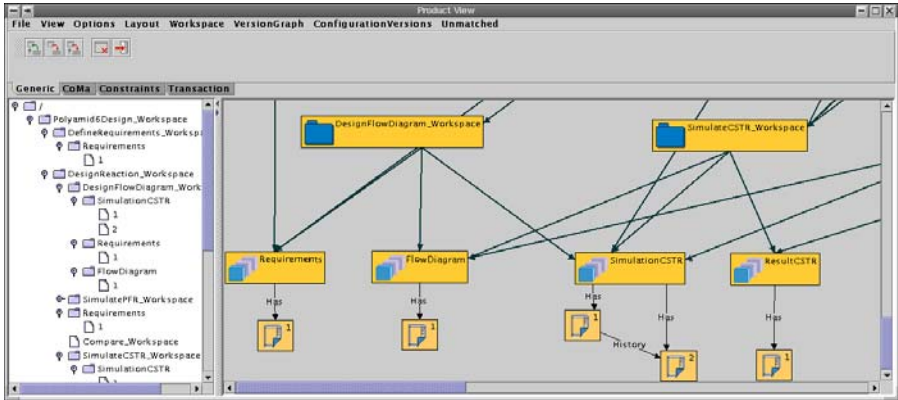 Product View
File View Options Layout Workspace VersionGraph ConfigurationVersions Unmatched
Generic CoMa Constraints Transaction
/
Polyamid6Design_Workspace
DefineRequirements_Worksp
Requirements
1
DesignReaction_Workspace
DesignFlowDiagram_Work
SimulationCSTR
1
2
Requirements
1
FlowDiagram
1
SimulatePFR_Workspace
Requirements
1
Compare_Workspace
SimulateCSTR_Workspace
SimulationCSTR
1
DesignFlowDiagram_Workspace
SimulateCSTR_Workspace
Requirements
FlowDiagram
SimulationCSTR
ResultCSTR
Has
Has
Has
Has
Has
1
1
1
History
2
1